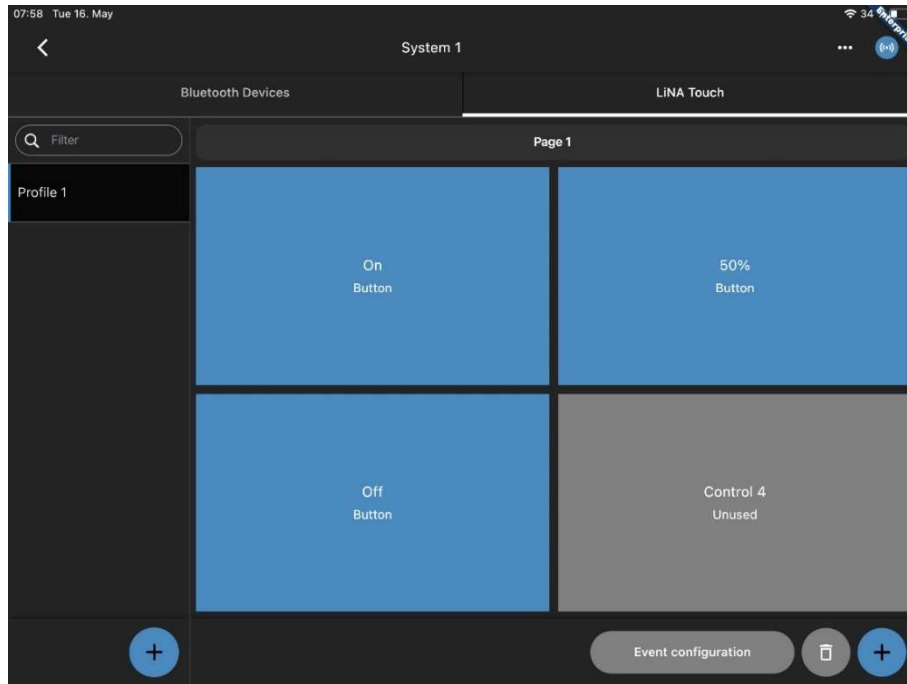 07:58 Tue 16. May
34
System 1
Bluetooth Devices
LiNA Touch
Filter
Page 1
Profile 1
On
Button
50%
Button
Off
Button
Control 4
Unused
Event configuration